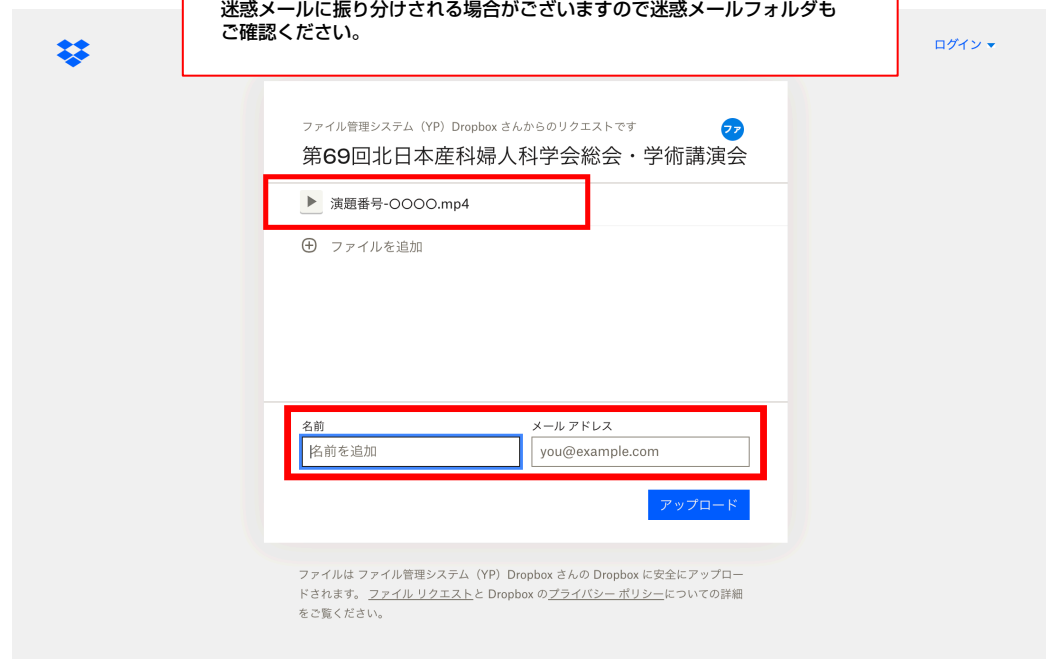 迷惑メールに振り分けされる場合がございますので迷惑メールフォルダも
ご確認ください。
ログイン
ファイル管理システム（YP）Dropbox さんからのリクエストです
ファ
第69回北日本産科婦人科学会総会・学術講演会
演題番号-〇〇〇〇.mp4
ファイルを追加
名前
メール アドレス
名前を追加
you@example.com
アップロード
ファイルは ファイル管理システム（YP）Dropbox さんの Dropbox に安全にアップロー
ドされます。 ファイル リクエストと Dropbox のプライバシー ポリシーについての詳細
をご覧ください。